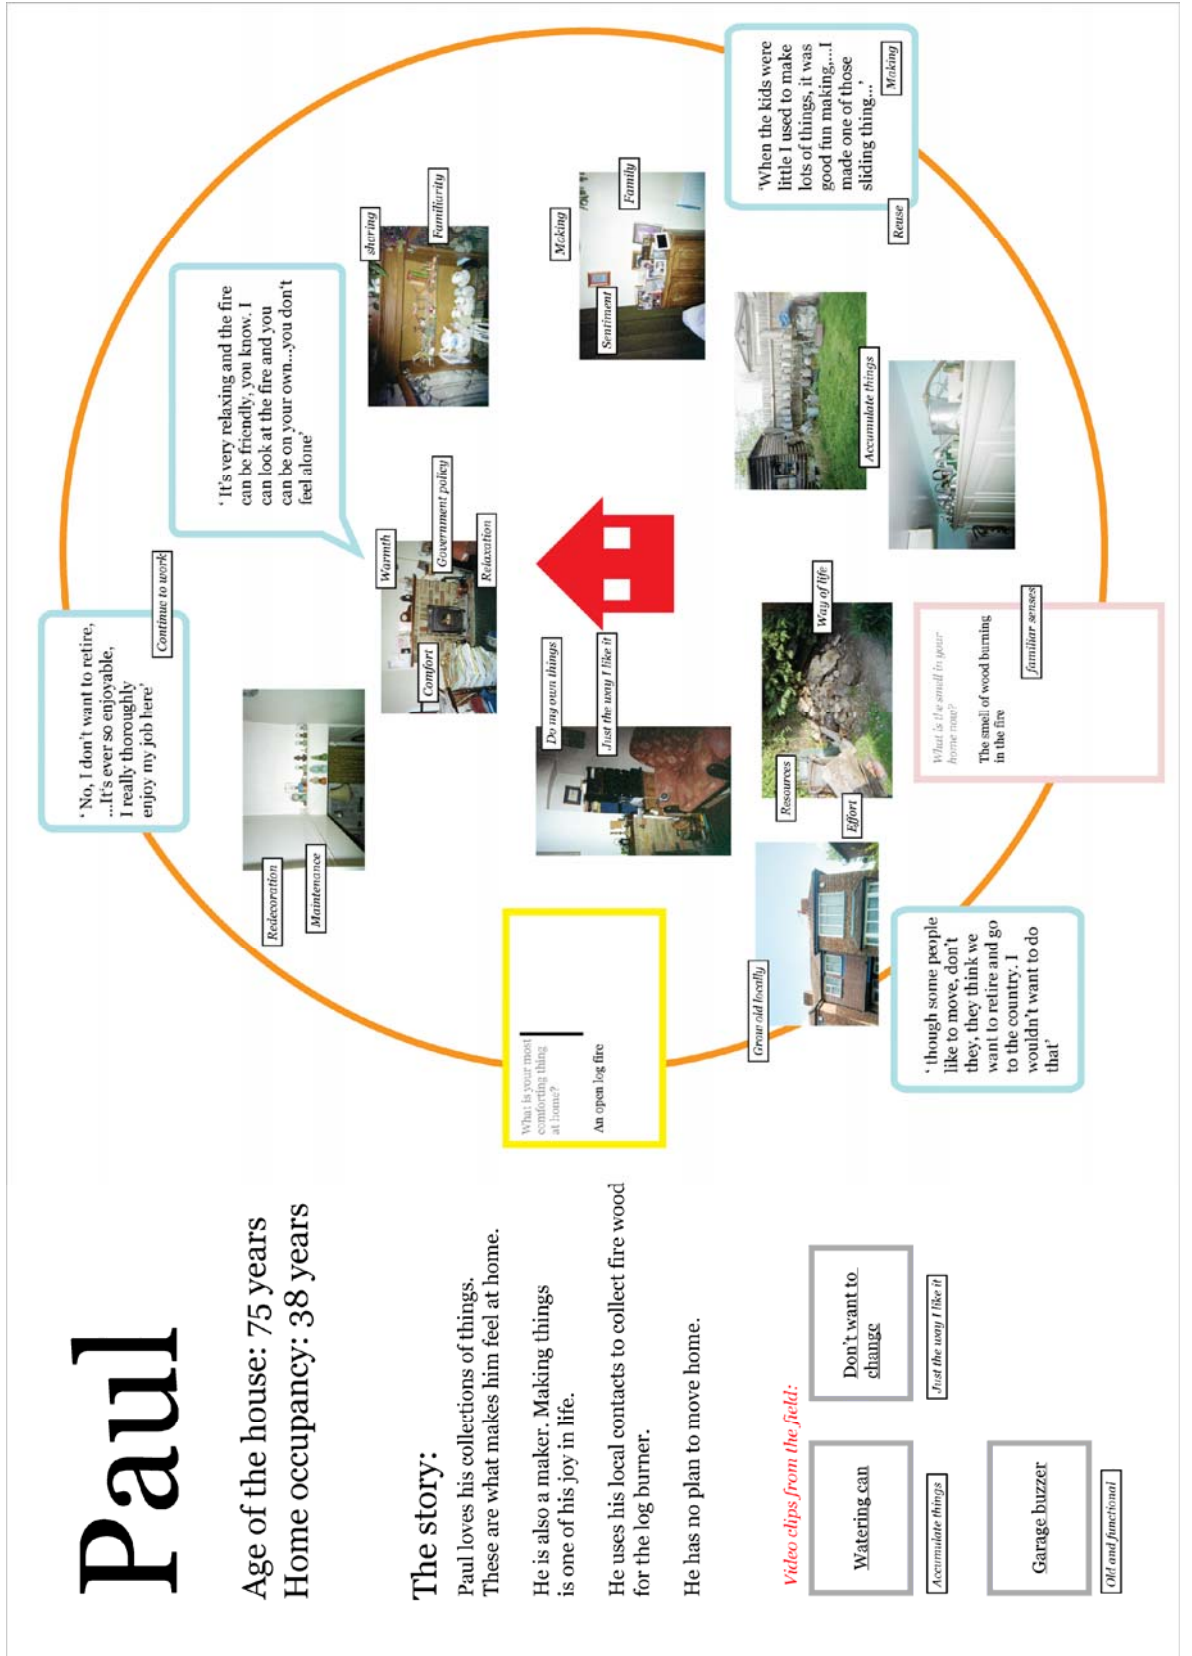 Paul
Age of the house: 75 years
Home occupancy: 38 years
The story:
Paul loves his collections of things.
These are what makes him feel at home.
He is also a maker. Making things
is one of his joy in life.
He uses his local contacts to collect fire wood
for the log burner.
He has no plan to move home.
Video clips from the field:
Watering can
Accumulate things
Don't want to
change
Just the way I like it
Garage buzzer
Old and functional
' No, I don't want to retire,
...It's ever so enjoyable,
I really thoroughly
enjoy my job here'
Continue to work
Redecoration
Maintenance
' It's very relaxing and the fire
can be friendly, you know. I
can look at the fire and you
can be on your own...you don't
feel alone'
sharing
Familiarity
Warmth
Government policy
Comfort
Relaxation
What is your most
comforting thing
at home?
An open log fire
Do my own things
Just the way I like it
Making
Family
Sentiment
'When the kids were
little I used to make
lots of things, it was
good fun making,...I
made one of those
sliding thing...'
Making
Reuse
Grow old locally
Resources
Effort
Way of life
Accumulate things
' though some people
like to move, don't
they, they think we
want to retire and go
to the country. I
wouldn't want to do
that'
What is the smell in your
home now?
The smell of wood burning
in the fire
familiar senses